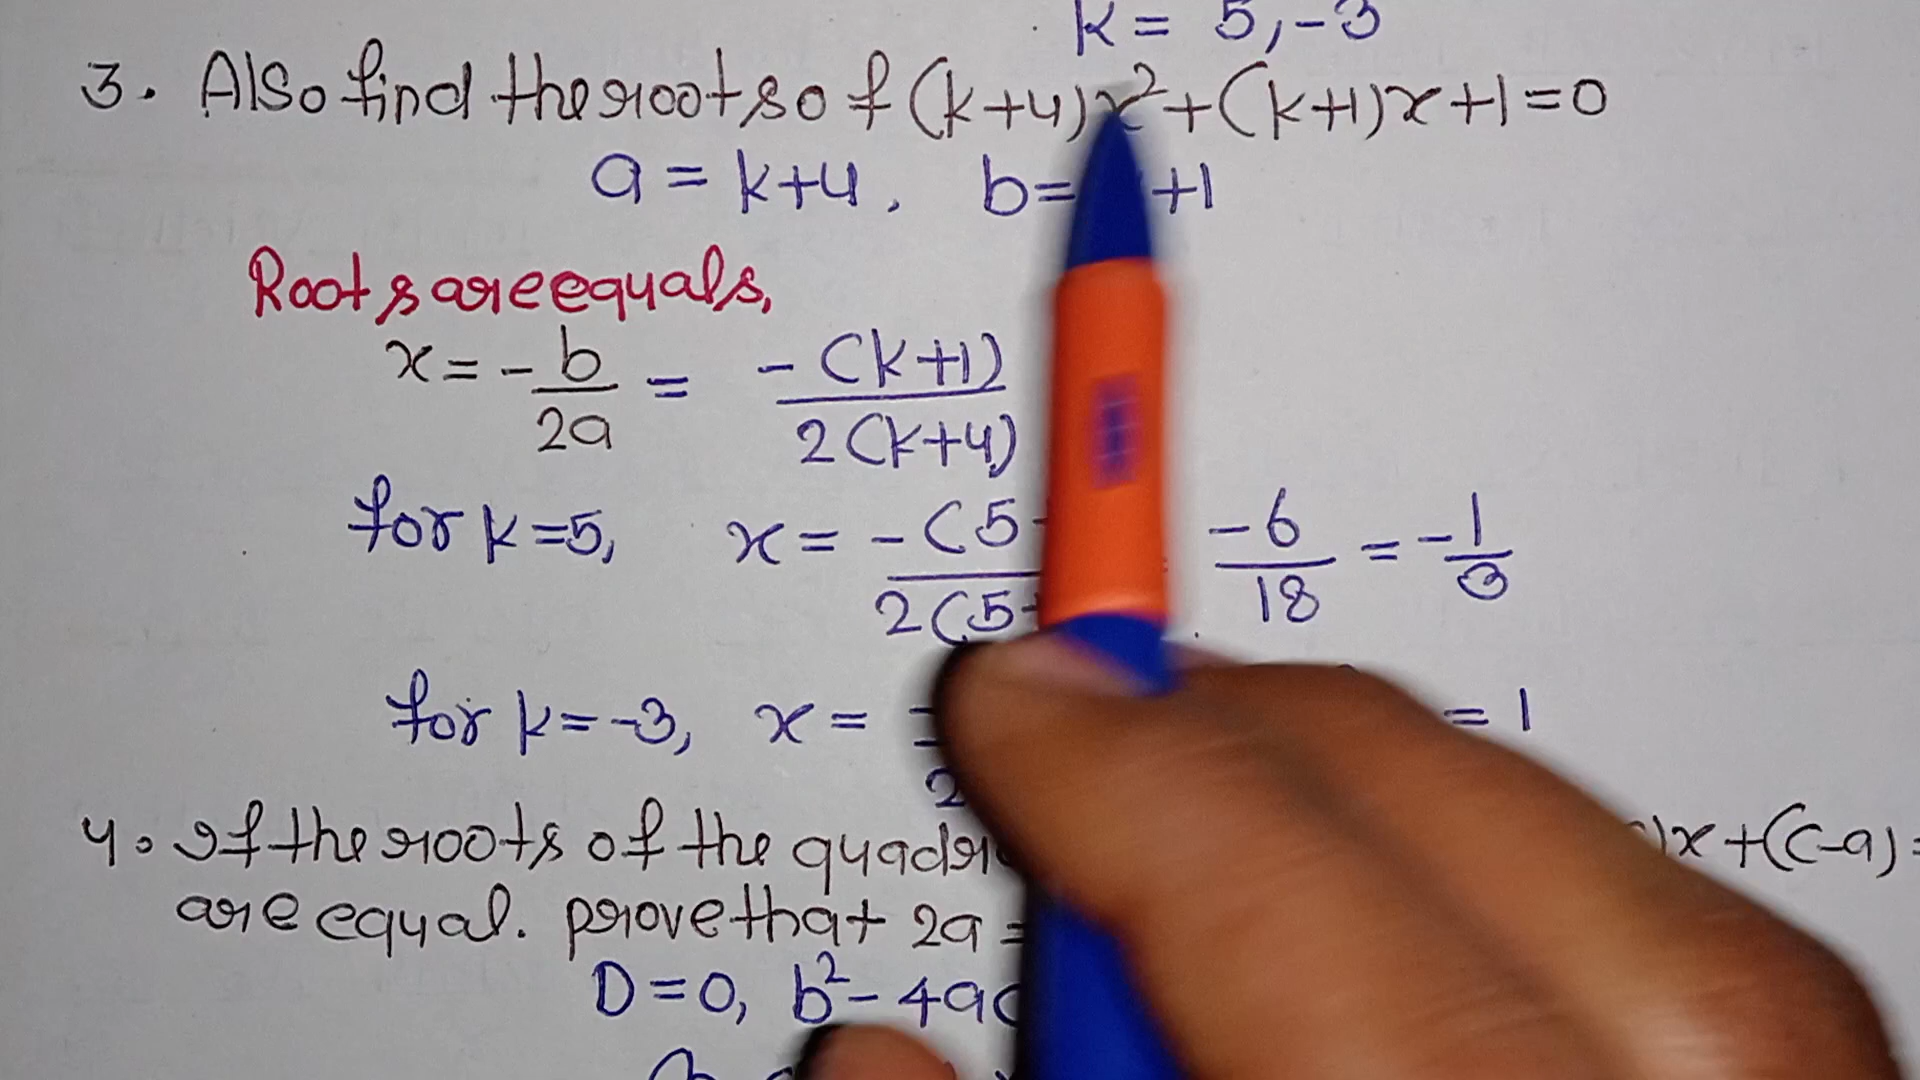 k = 5, -3
3. Also find the roots of (k+4)x²+(k+1)x+1=0
a = k+4, b= +1
Roots are equals,
x = -b/2a = -(k+1)/2(k+4)
for k=5, x = -(5 2(5 -6/18 = -1/3
for k=-3, x = 2 = 1
4. If the roots of the )x+(c-a)=
are equal. prove that 2a =
D=0, b²-4ac